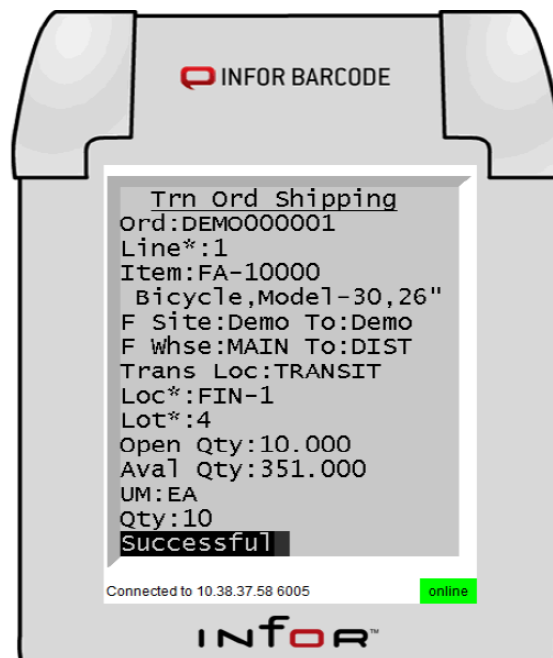 INFOR BARCODE
Trn Ord Shipping
Ord:DEMO000001
Line*:1
Item:FA-10000
Bicycle,Model-30,26"
F Site:Demo To:Demo
F Whse:MAIN To:DIST
Trans Loc:TRANSIT
Loc*:FIN-1
Lot*:4
Open Qty:10.000
Aval Qty:351.000
UM:EA
Qty:10
Successful
Connected to 10.38.37.58 6005 online
INFOR™